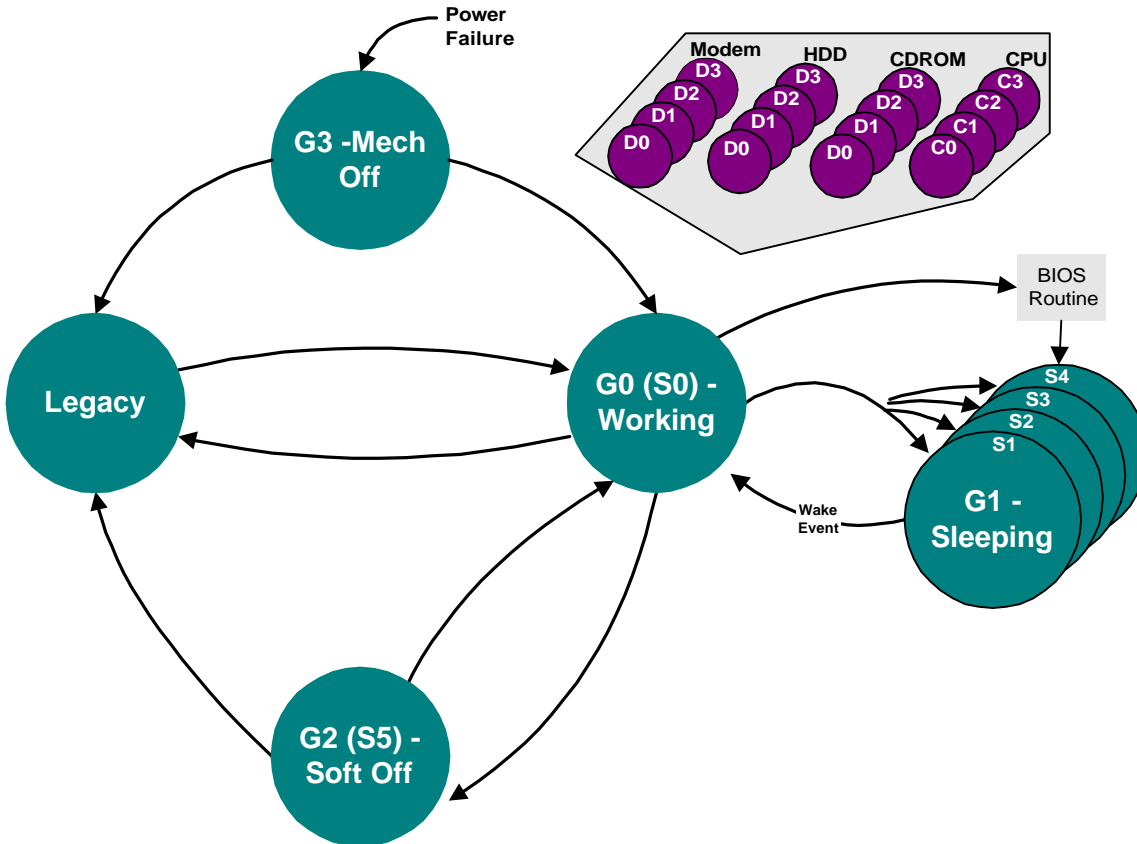 Power
Failure
G3 -Mech
Off
Modem
HDD
CDROM
CPU
D3
D2
D1
D0
D3
D2
D1
D0
D3
D2
D1
D0
C3
C2
C1
C0
BIOS
Routine
Legacy
G0 (S0) -
Working
S4
S3
S2
S1
G1 -
Sleeping
Wake
Event
G2 (S5) -
Soft Off